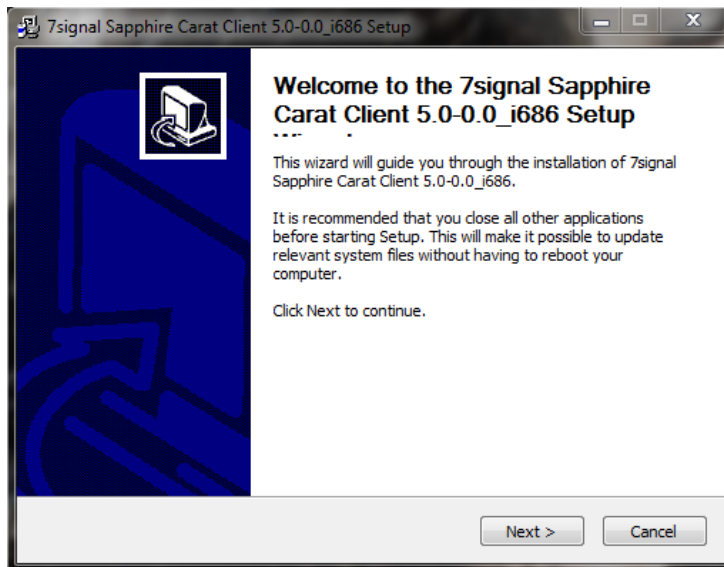 7signal Sapphire Carat Client 5.0-0.0_i686 Setup
Welcome to the 7signal Sapphire
Carat Client 5.0-0.0_i686 Setup
This wizard will guide you through the installation of 7signal
Sapphire Carat Client 5.0-0.0_i686.
It is recommended that you close all other applications
before starting Setup. This will make it possible to update
relevant system files without having to reboot your
computer.
Click Next to continue.
Next >
Cancel